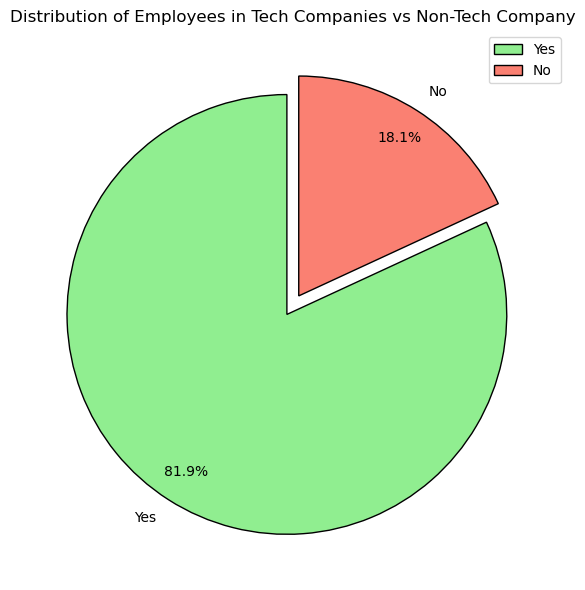 Distribution of Employees in Tech Companies vs Non-Tech Company
Yes
No
No
18.1%
81.9%
Yes